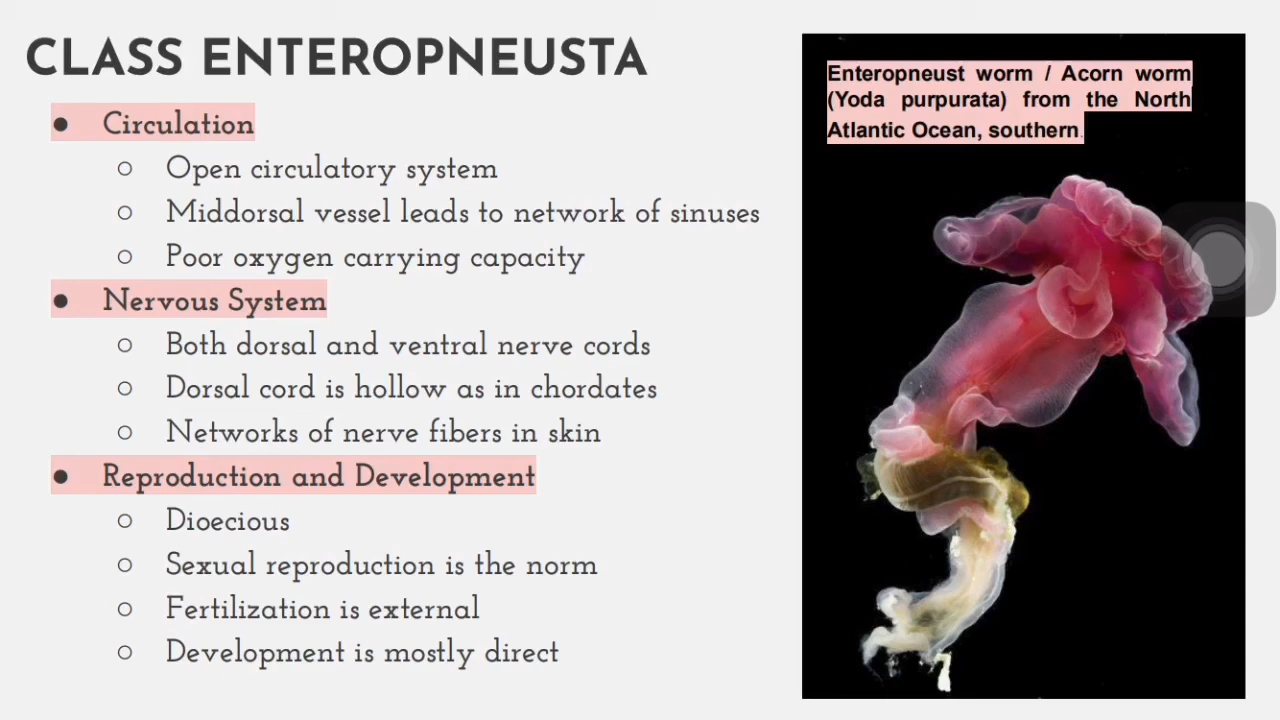 CLASS ENTEROPNEUSTA
● Circulation
○ Open circulatory system
○ Middorsal vessel leads to network of sinuses
○ Poor oxygen carrying capacity
● Nervous System
○ Both dorsal and ventral nerve cords
○ Dorsal cord is hollow as in chordates
○ Networks of nerve fibers in skin
● Reproduction and Development
○ Dioecious
○ Sexual reproduction is the norm
○ Fertilization is external
○ Development is mostly direct
Enteropneust worm / Acorn worm
(Yoda purpurata) from the North
Atlantic Ocean, southern.